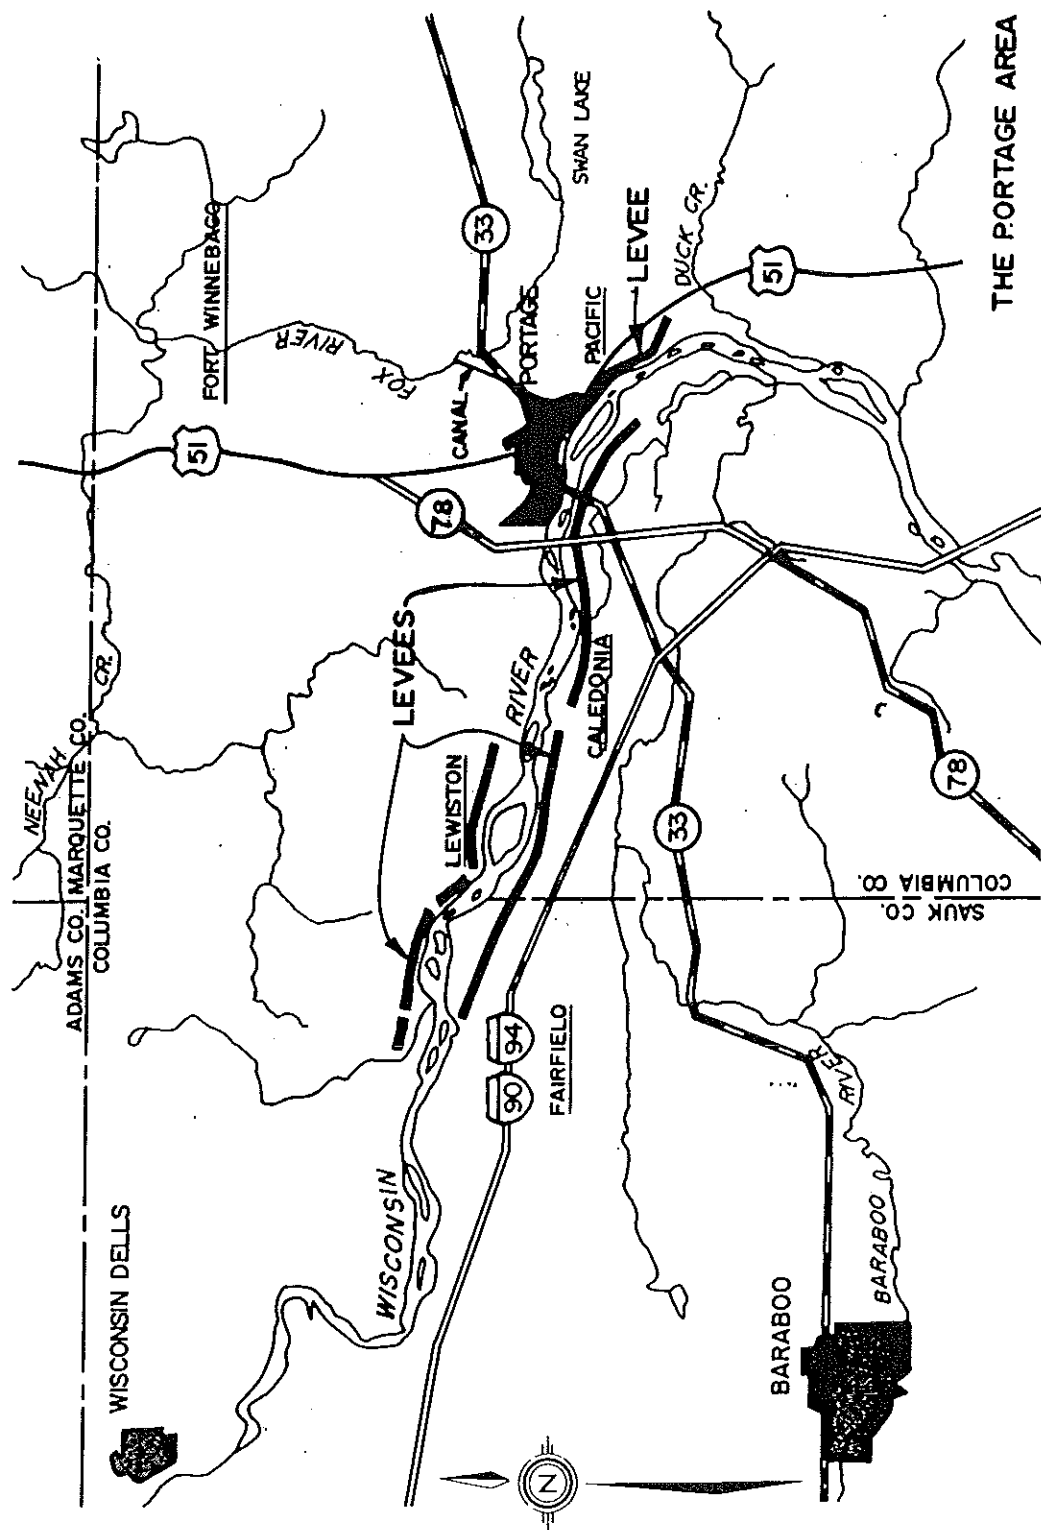 WISCONSIN DELLS
ADAMS CO.
MARQUETTE CO.
COLUMBIA CO.
NEENAH
CR.
FORT WINNEBAGO
51
FOX
RIVER
78
CANAL
33
PORTAGE
PACIFIC
SWAN LAKE
LEVEE
DUCK CR.
51
LEVEES
LEWISTON
WISCONSIN
RIVER
CALEDONIA
90
94
FAIRFIELD
33
SAUK CO.
COLUMBIA CO.
78
BARABOO
BARABOO
RIVER
N
THE PORTAGE AREA